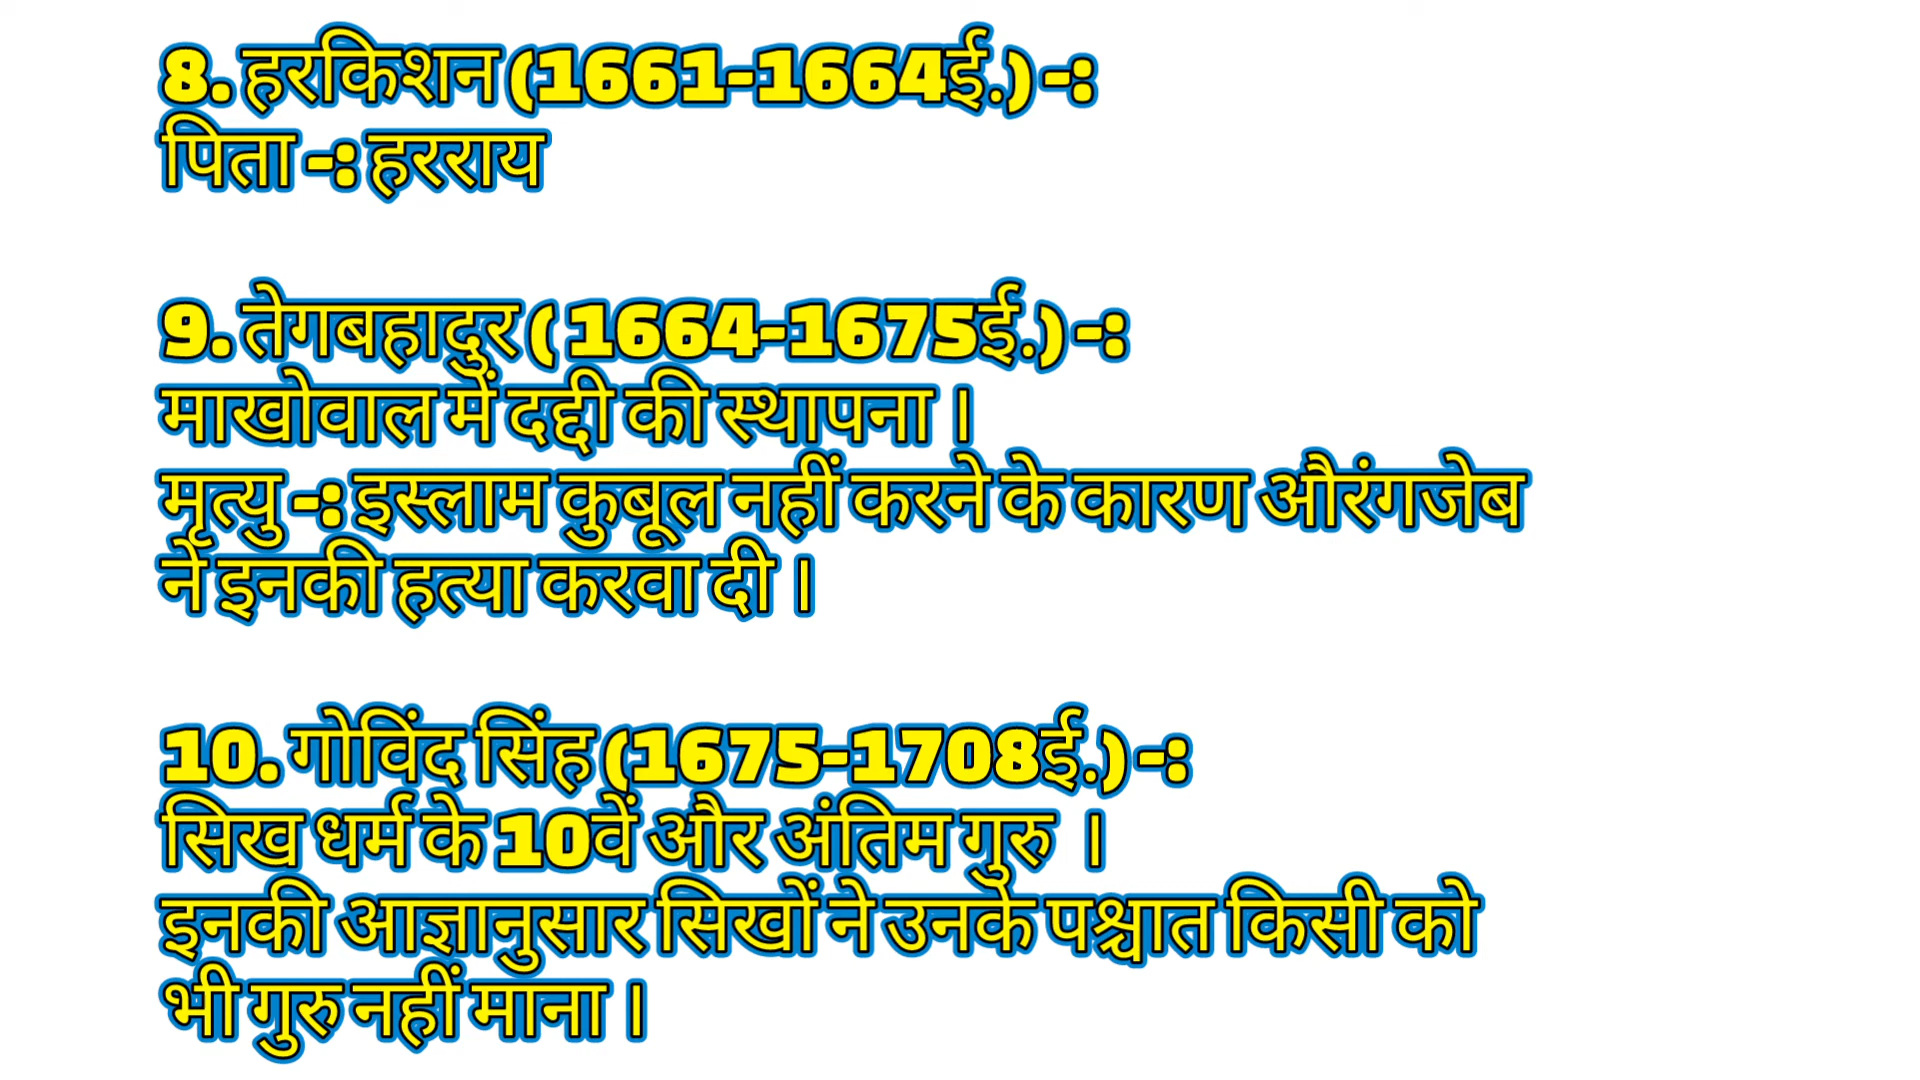 8. हरकिशन (1661-1664ई.) -:
पिता -: हरराय
9. तेगबहादुर ( 1664-1675ई.) -:
माखोवाल में दद्दी की स्थापना ।
मृत्यु -: इस्लाम कुबूल नहीं करने के कारण औरंगजेब
ने इनकी हत्या करवा दी ।
10. गोविंद सिंह (1675-1708ई.) -:
सिख धर्म के 10वें और अंतिम गुरु ।
इनकी आज्ञानुसार सिखों ने उनके पश्चात किसी को
भी गुरु नहीं माना ।